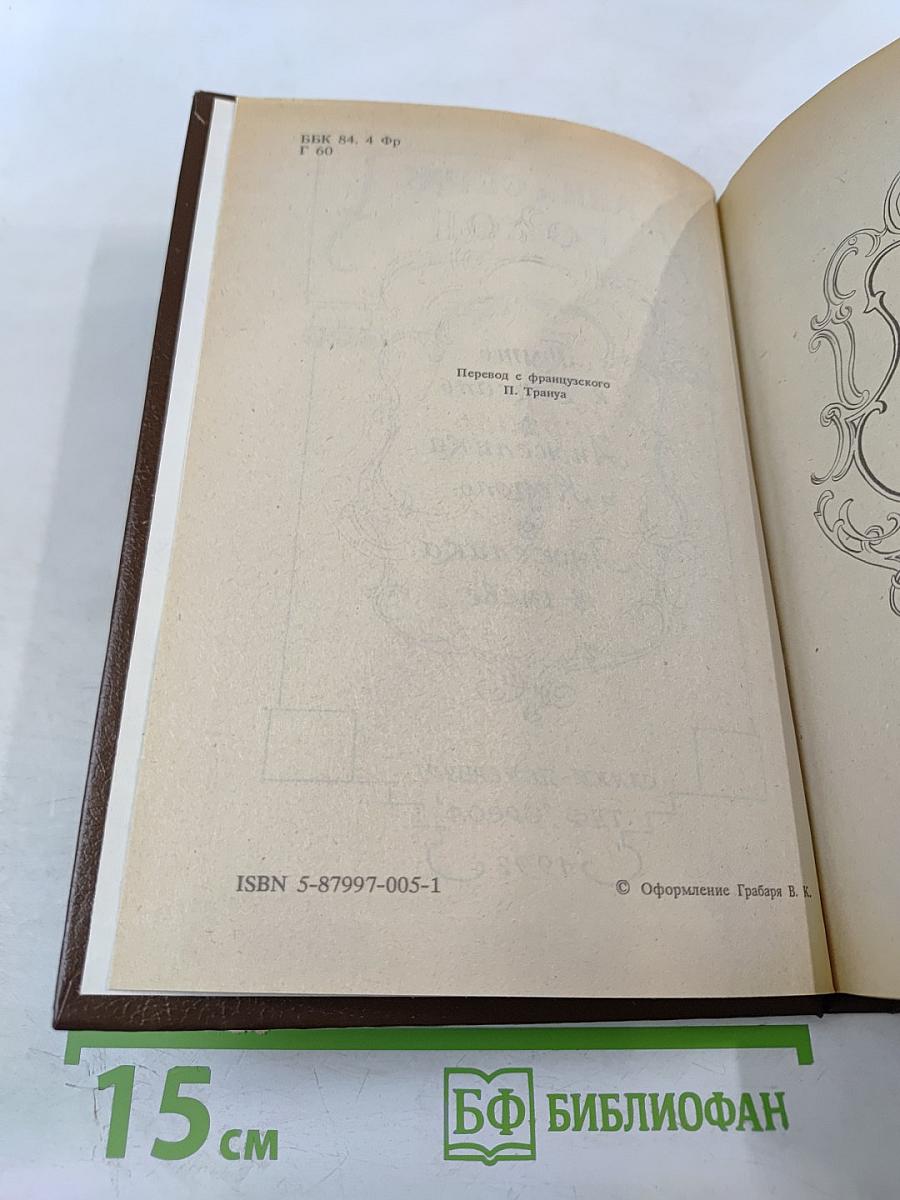 ББК 84. 4 Фр
Г 60
Перевод с французского
П. Трануа
ISBN 5-87997-005-1
© Оформление Грабаря В. К.
15 см
БФ БИБЛИОФАН